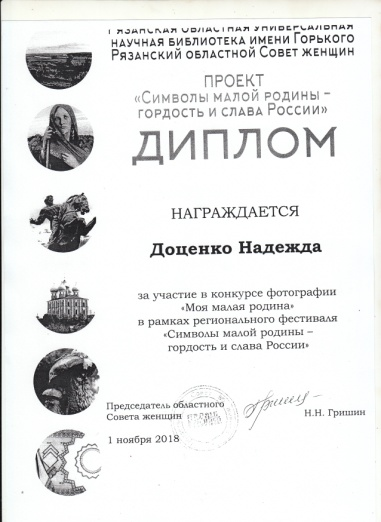 РЯЗАНСКАЯ ОБЛАСТНАЯ УНИВЕРСАЛЬНАЯ
НАУЧНАЯ БИБЛИОТЕКА ИМЕНИ ГОРЬКОГО
РЯЗАНСКИЙ ОБЛАСТНОЙ СОВЕТ ЖЕНЩИН
ПРОЕКТ
«СИМВОЛЫ МАЛОЙ РОДИНЫ –
ГОРДОСТЬ И СЛАВА РОССИИ»
ДИПЛОМ
НАГРАЖДАЕТСЯ
Доценко Надежда
за участие в конкурсе фотографии
«Моя малая родина»
в рамках регионального фестиваля
«Символы малой родины –
гордость и слава России»
Председатель областного
Совета женщин
Н.Н. Гришин
1 ноября 2018